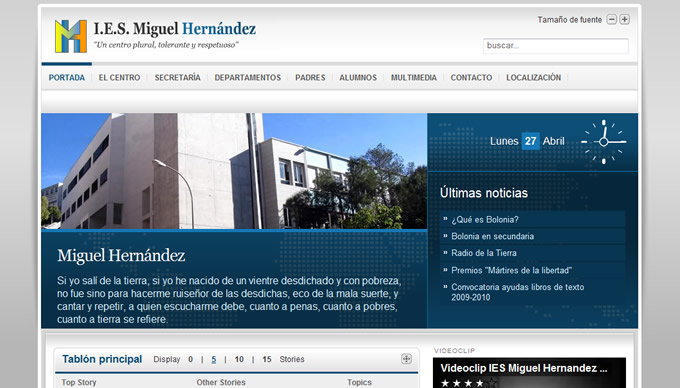 I.E.S. Miguel Hernández
"Un centro plural, tolerante y respetuoso"
Tamaño de fuente
buscar...
PORTADA EL CENTRO SECRETARÌA DEPARTAMENTOS PADRES ALUMNOS MULTIMEDIA CONTACTO LOCALIZACIÒN
Lunes 27 Abril
Últimas noticias
» ¿Qué es Bolonia?
» Bolonia en secundaria
» Radio de la Tierra
» Premios "Mártires de la libertad"
» Convocatoria ayudas libros de texto
2009-2010
Miguel Hernández
Si yo salí de la tierra, si yo he nacido de un vientre desdichado y con pobreza,
no fue sino para hacerme ruiseñor de las desdichas, eco de la mala suerte, y
cantar y repetir, a quien escucharme debe, cuanto a penas, cuanto a pobres,
cuanto a tierra se refiere.
Tablón principal Display 0 | 5 | 10 | 15 Stories
Top Story Other Stories Topics
VIDEOCLIP
Videoclip IES Miguel Hernandez ...